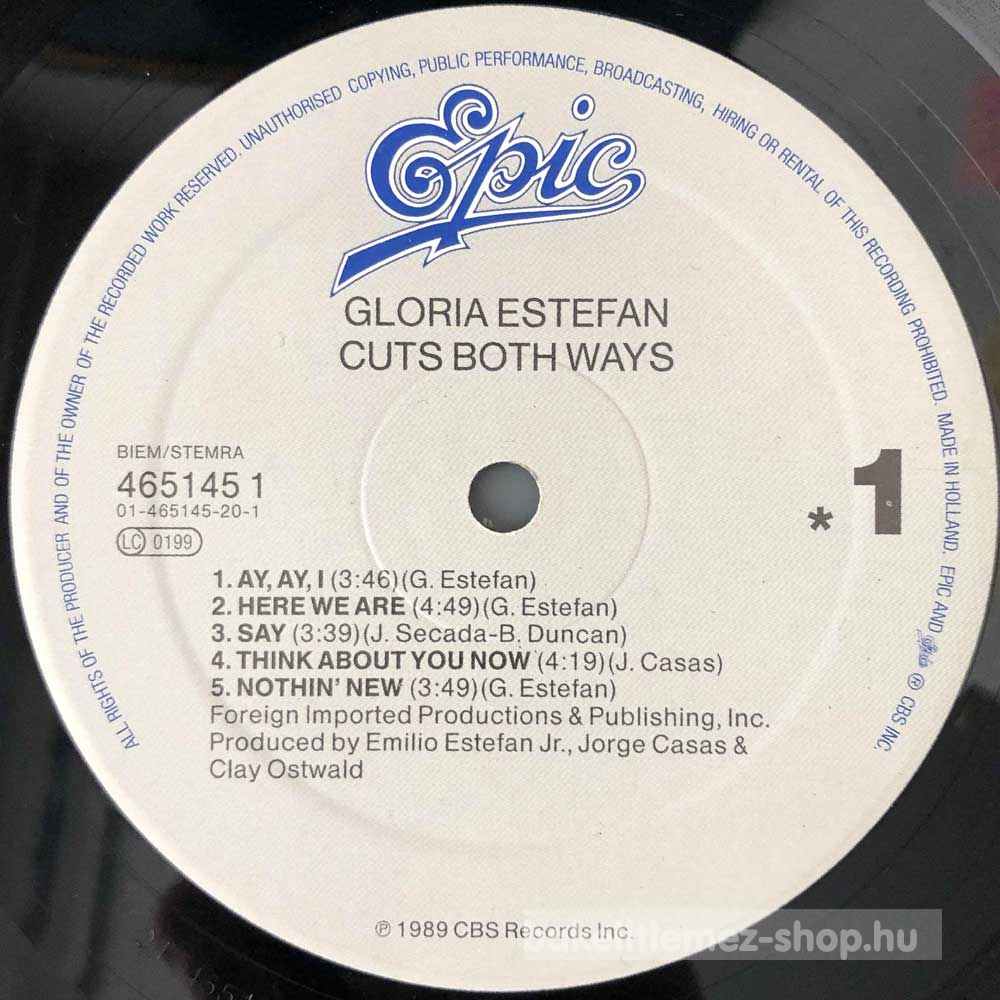 ALL RIGHTS OF THE PRODUCER AND OF THE OWNER OF THE RECORDED WORK RESERVED. UNAUTHORISED COPYING, PUBLIC PERFORMANCE, BROADCASTING, HIRING OR RENTAL OF THIS RECORDING PROHIBITED. MADE IN HOLLAND. EPIC AND Epic ® CBS INC.
Epic
GLORIA ESTEFAN
CUTS BOTH WAYS
BIEM/STEMRA
465145 1
01-465145-20-1
LC 0199
* 1
1. AY, AY, I (3:46)(G. Estefan)
2. HERE WE ARE (4:49)(G. Estefan)
3. SAY (3:39)(J. Secada-B. Duncan)
4. THINK ABOUT YOU NOW (4:19)(J. Casas)
5. NOTHIN' NEW (3:49)(G. Estefan)
Foreign Imported Productions & Publishing, Inc.
Produced by Emilio Estefan Jr., Jorge Casas &
Clay Ostwald
℗ 1989 CBS Records Inc.
bakelitlemez-shop.hu